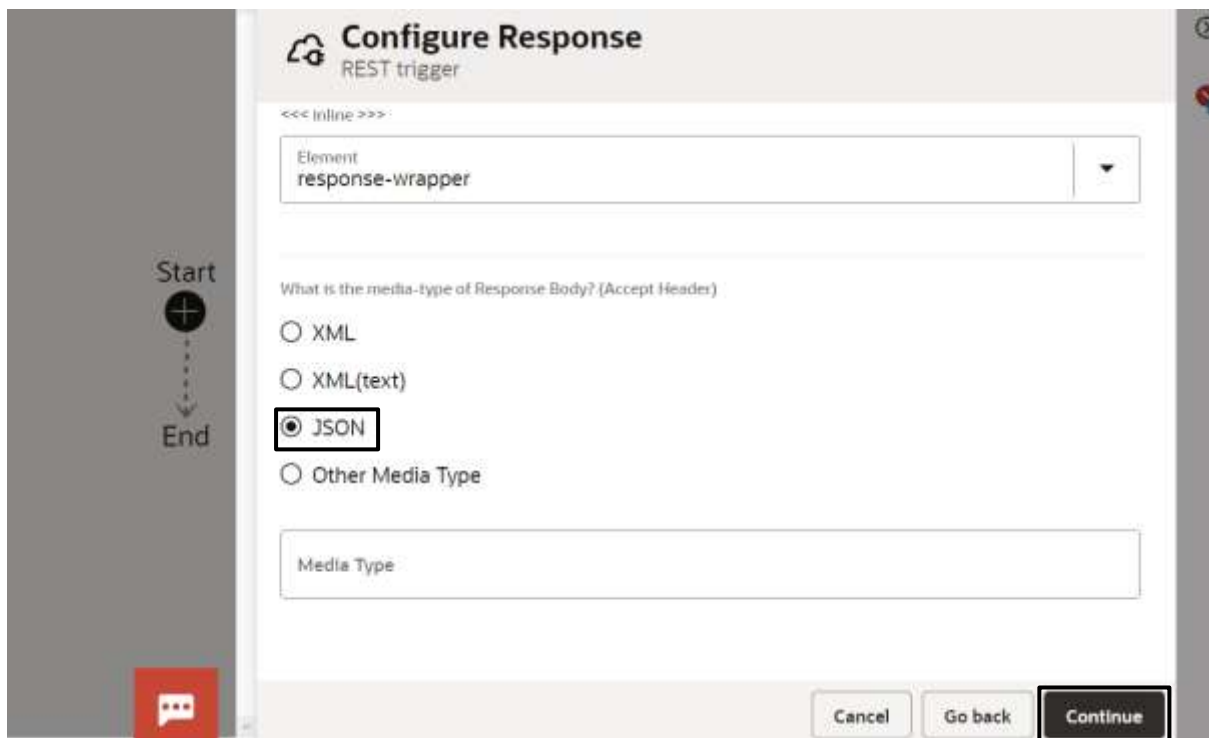 Configure Response
REST trigger
<<< Inline >>>
Element
response-wrapper
Start
What is the media-type of Response Body? (Accept Header)
XML
XML(text)
JSON
End
Other Media Type
Media Type
Cancel
Go back
Continue